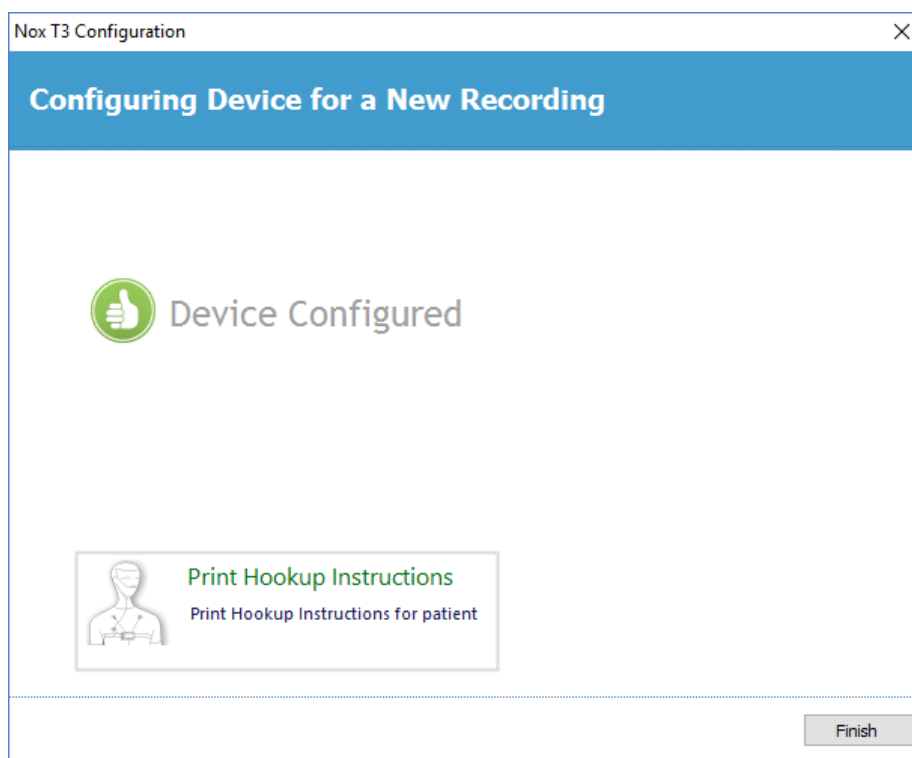 Nox T3 Configuration
Configuring Device for a New Recording
Device Configured
Print Hookup Instructions
Print Hookup Instructions for patient
Finish